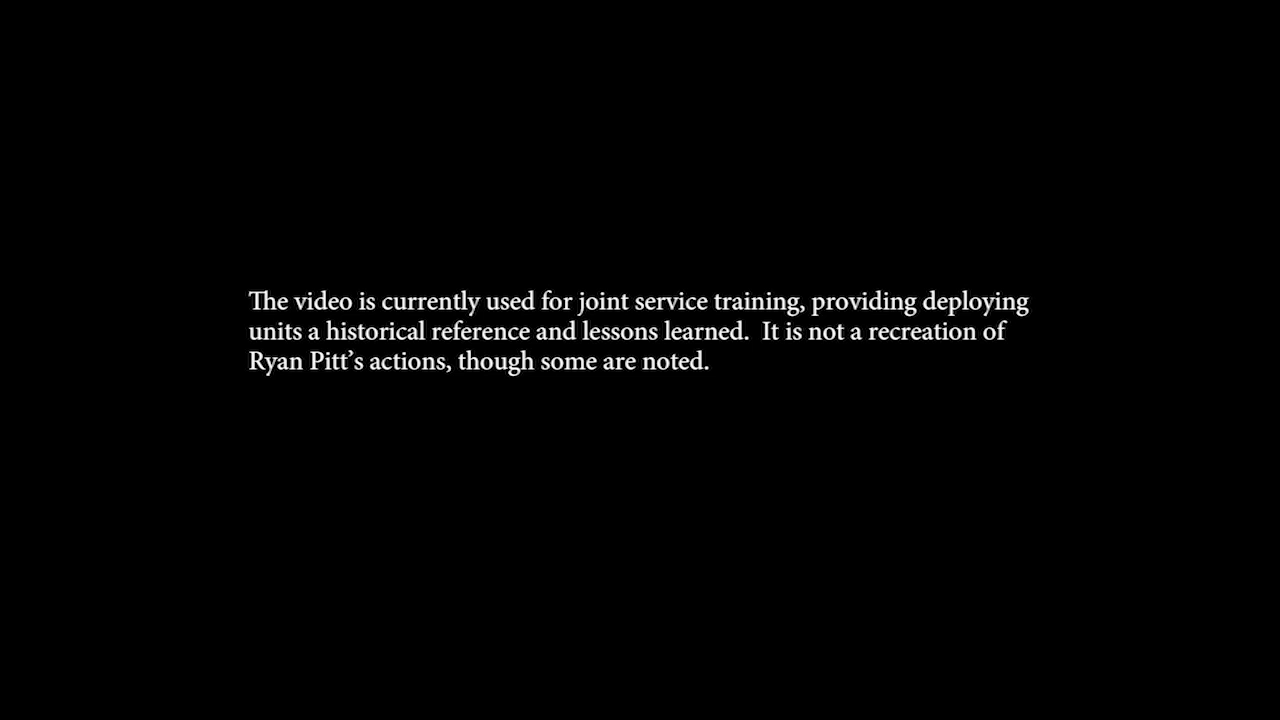 The video is currently used for joint service training, providing deploying
units a historical reference and lessons learned.  It is not a recreation of
Ryan Pitt’s actions, though some are noted.